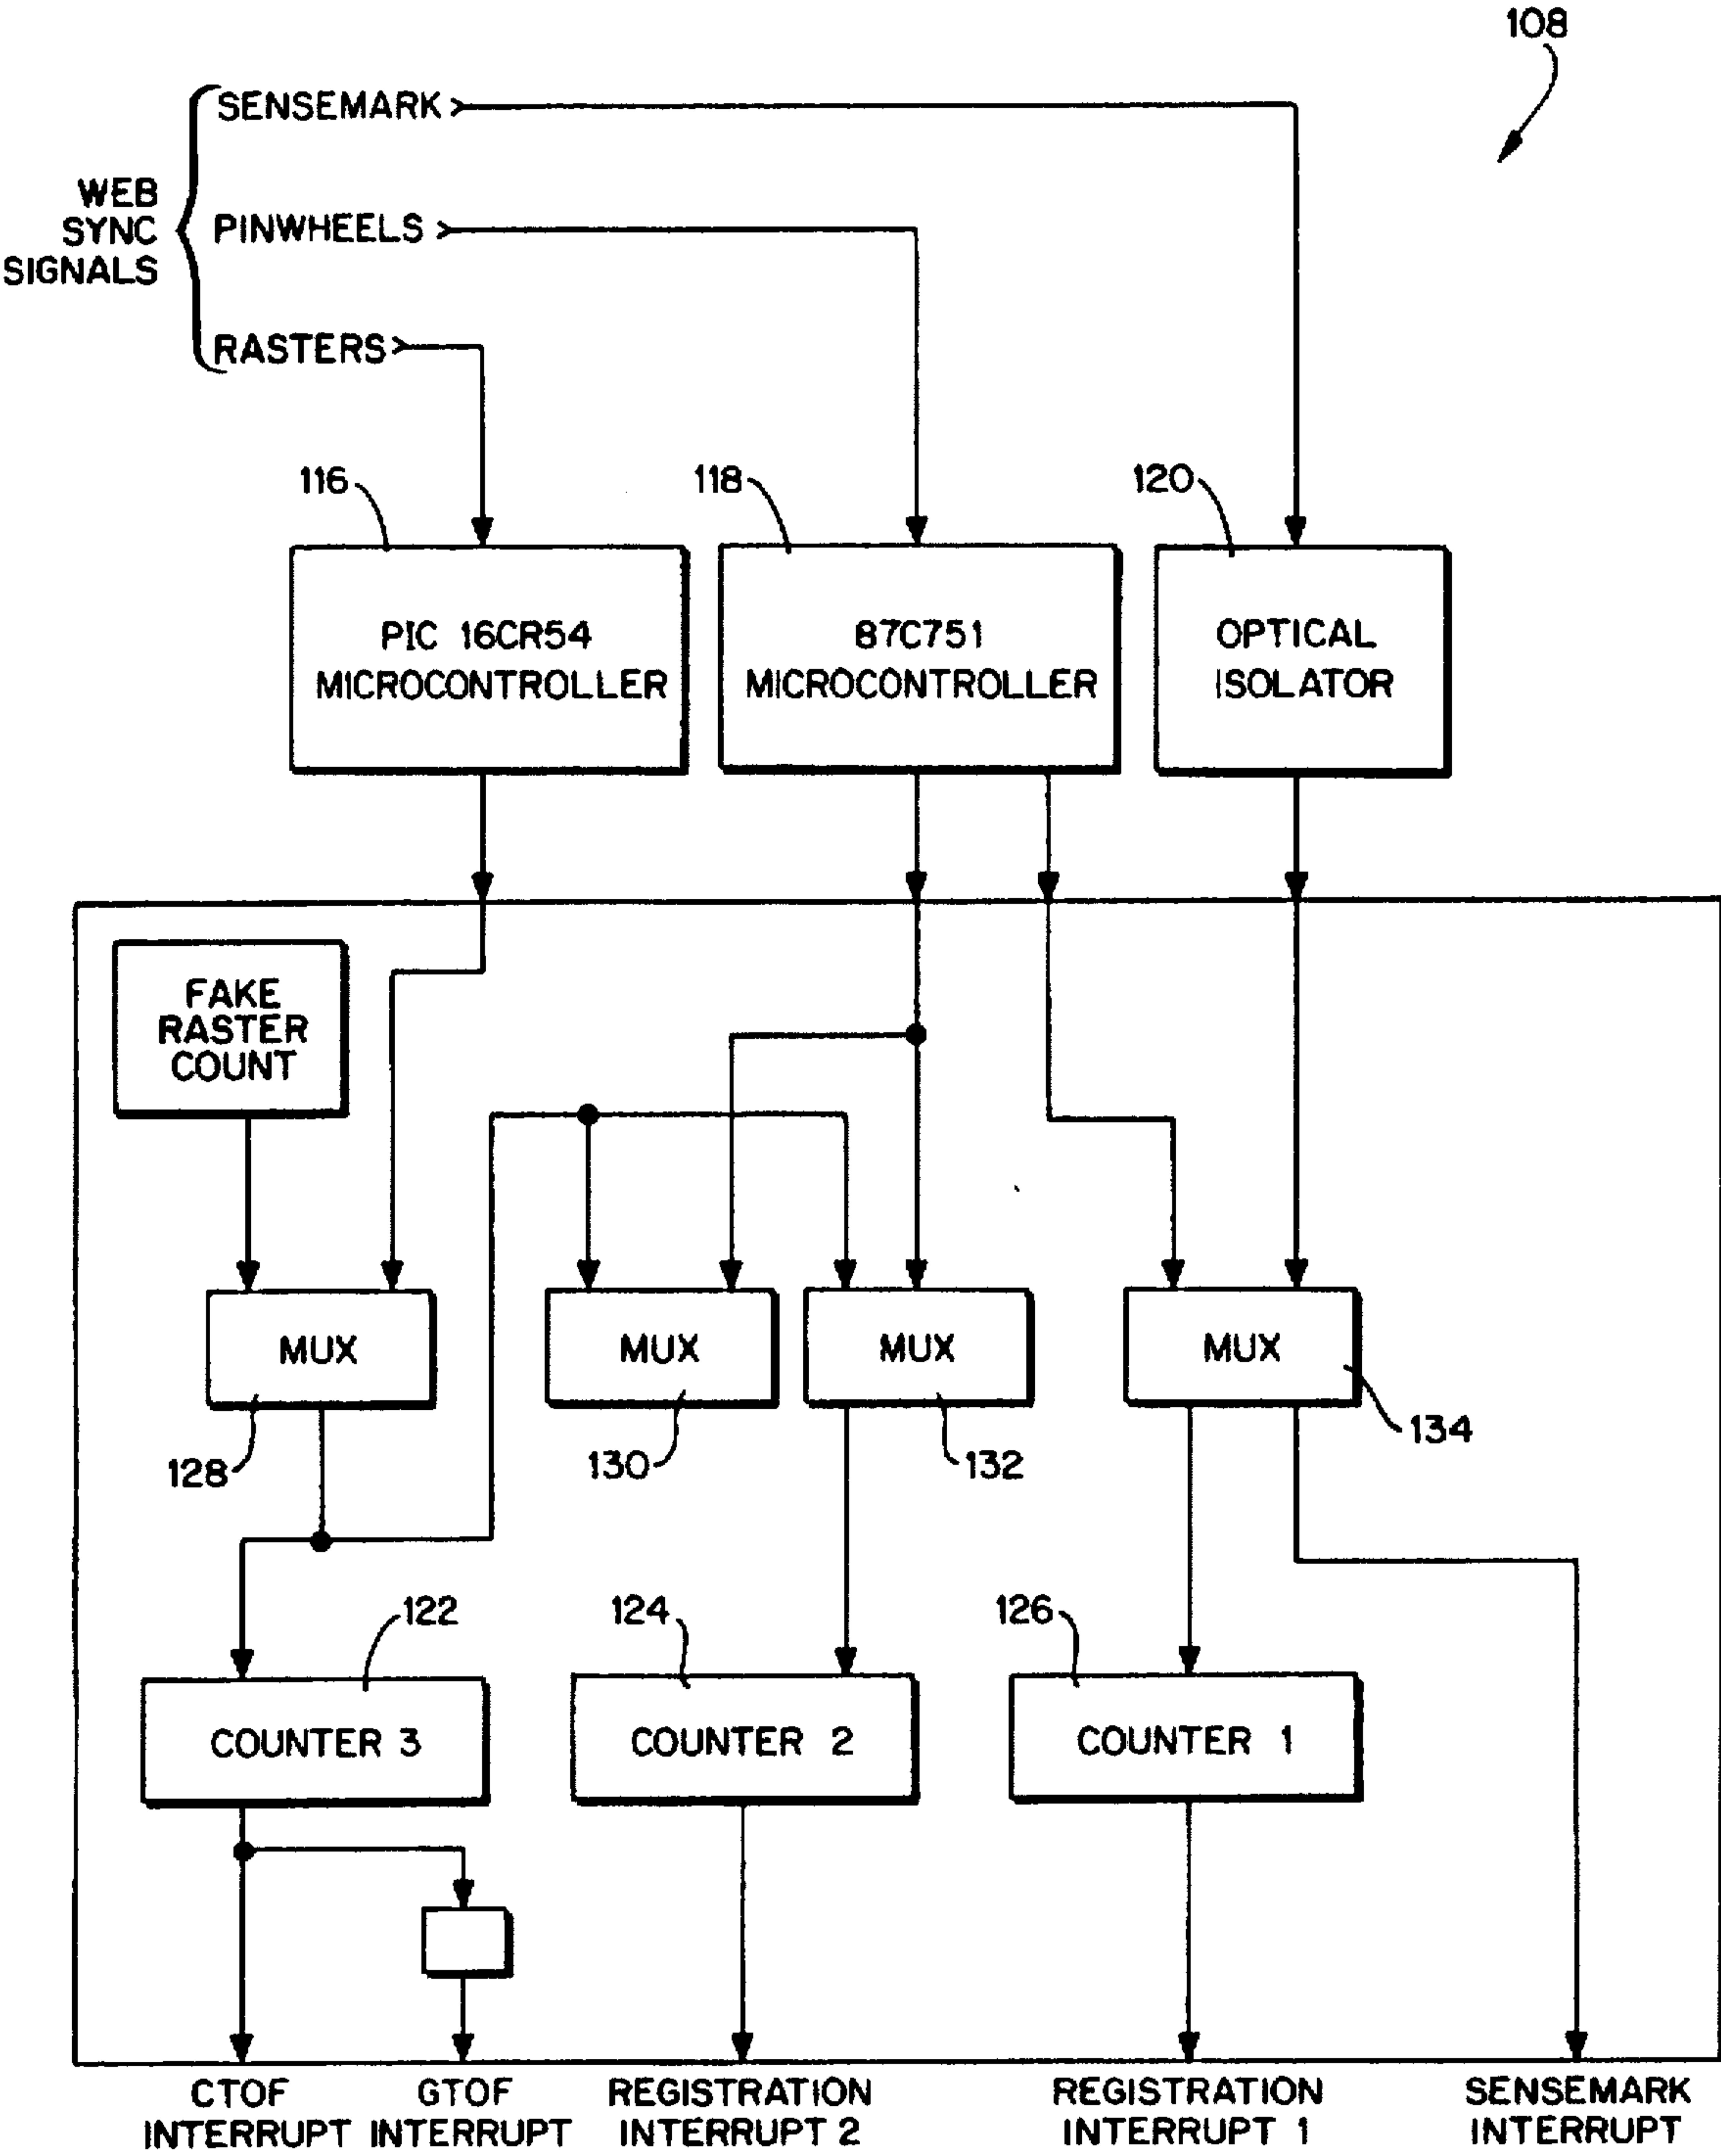 108
SENSEMARK
WEB
SYNC
SIGNALS
PINWHEELS
RASTERS
116
118
120
PIC 16CR54
MICROCONTROLLER
87C751
MICROCONTROLLER
OPTICAL
ISOLATOR
FAKE
RASTER
COUNT
MUX
MUX
MUX
MUX
128
130
132
134
122
124
126
COUNTER 3
COUNTER 2
COUNTER 1
CTOF
INTERRUPT
GTOF
INTERRUPT
REGISTRATION
INTERRUPT 2
REGISTRATION
INTERRUPT 1
SENSEMARK
INTERRUPT